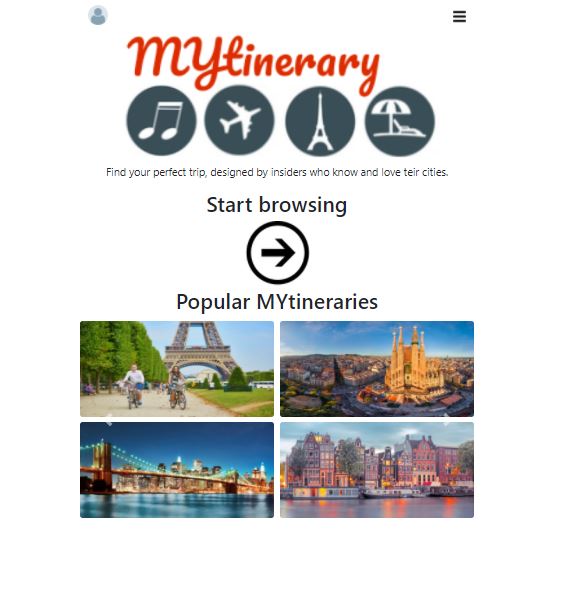 MYtinerary
Find your perfect trip, designed by insiders who know and love teir cities.
Start browsing
Popular MYtineraries